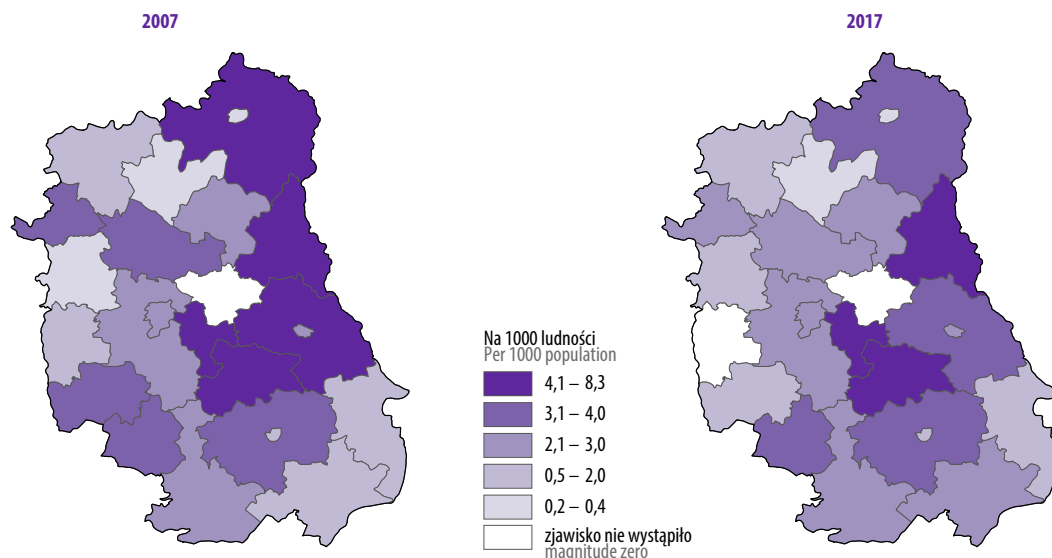 2007
2017
Na 1000 ludności
Per 1000 population
4,1 – 8,3
3,1 – 4,0
2,1 – 3,0
0,5 – 2,0
0,2 – 0,4
zjawisko nie wystąpiło
magnitude zero